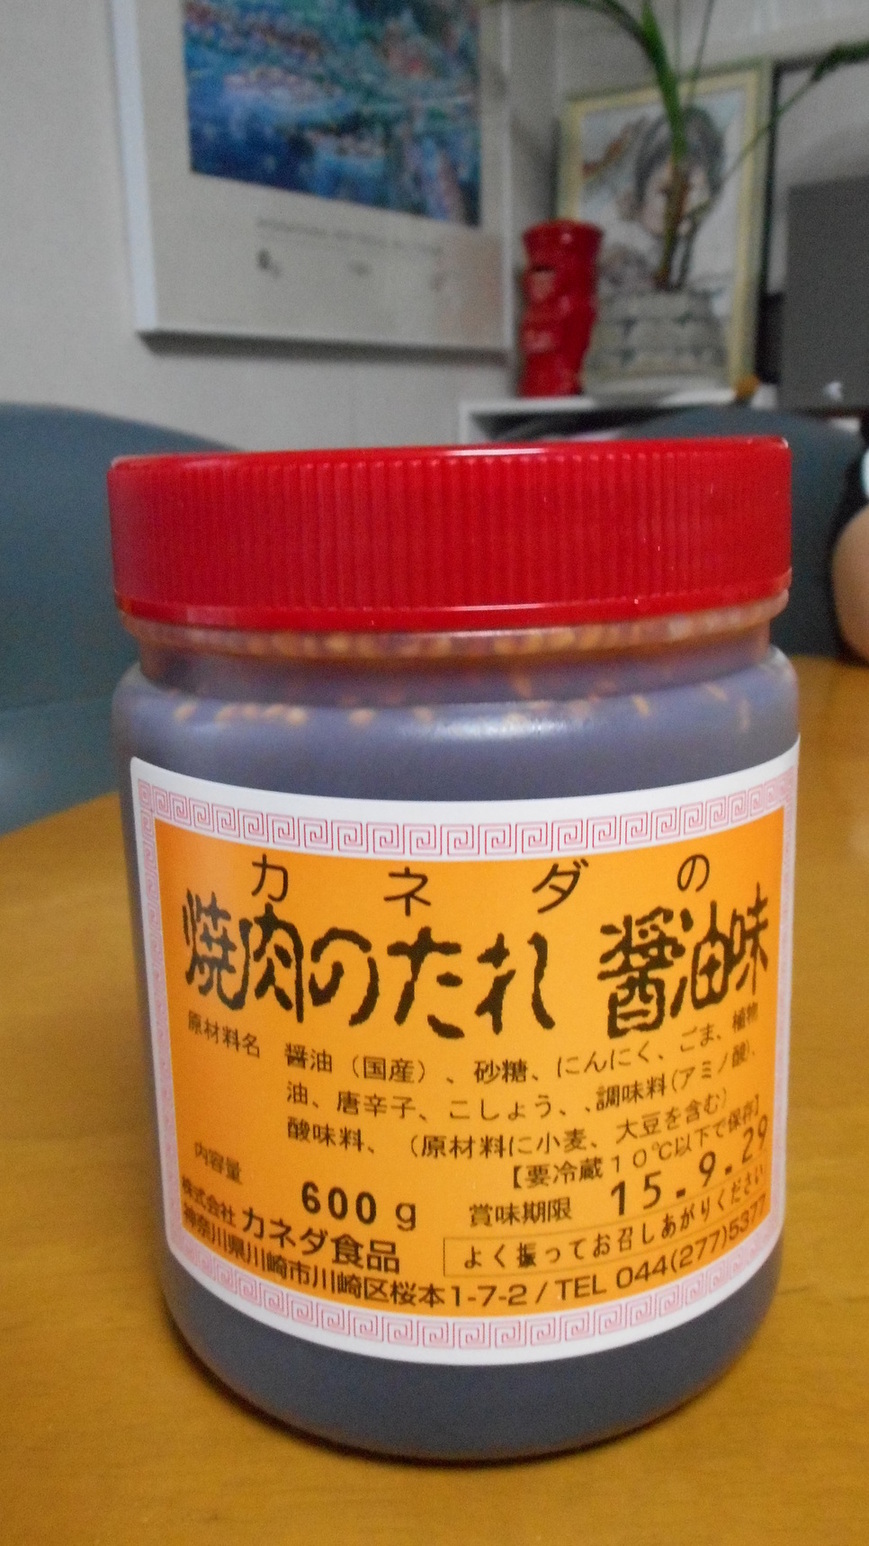 カネダの
焼肉のたれ 醤油味
原材料名 醤油（国産）、砂糖、にんにく、ごま、植物
油、唐辛子、こしょう、、調味料（アミノ酸）、
酸味料、（原材料に小麦、大豆を含む）
【要冷蔵10℃以下で保存】
内容量 600g 賞味期限 15.9.29
株式会社 カネダ食品 よく振ってお召しあがりください
神奈川県川崎市川崎区桜本1-7-2 / TEL 044(277)5377